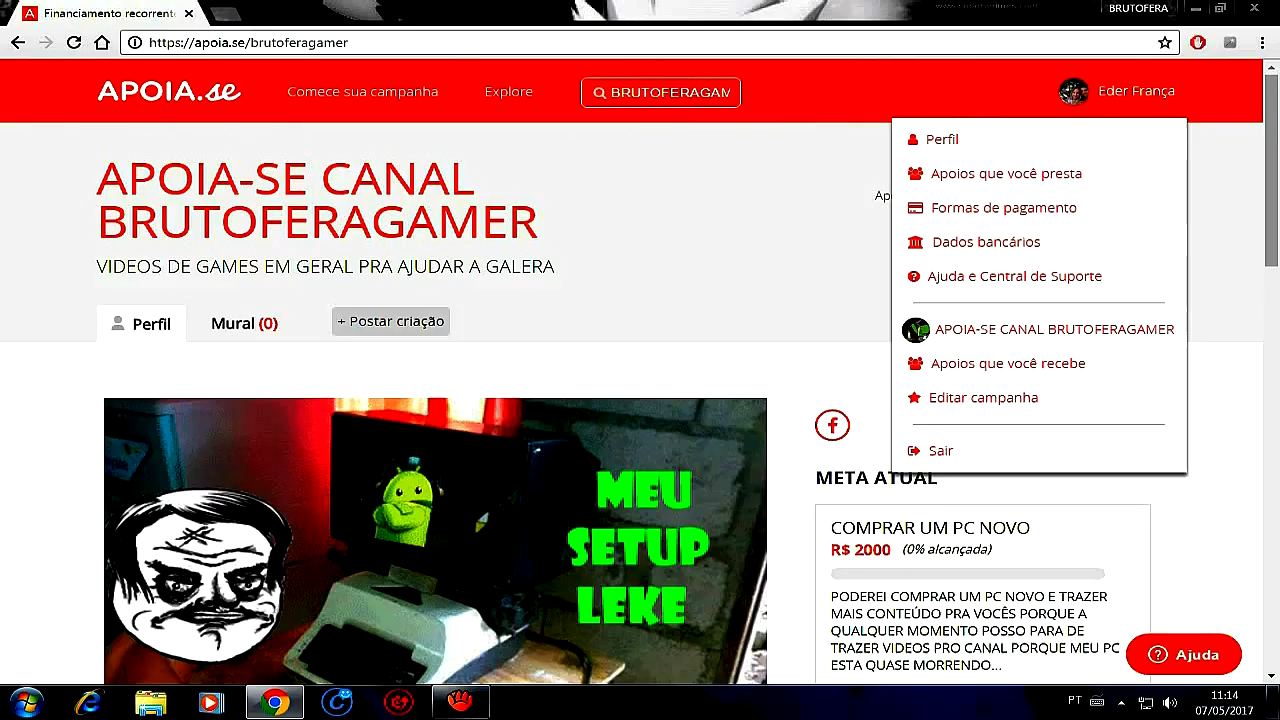 Financiamento recorrent
BRUTOFERA
https://apoia.se/brutoferagamer
APOIA.se
Comece sua campanha
Explore
BRUTOFERAGAM
Eder França
Perfil
Apoios que você presta
Formas de pagamento
Dados bancários
Ajuda e Central de Suporte
APOIA-SE CANAL BRUTOFERAGAMER
Apoios que você recebe
Editar campanha
Sair
APOIA-SE CANAL
BRUTOFERAGAMER
Ap
VIDEOS DE GAMES EM GERAL PRA AJUDAR A GALERA
Perfil
Mural (0)
+ Postar criação
MEU
SETUP
LEKE
META ATUAL
COMPRAR UM PC NOVO
R$ 2000 (0% alcançada)
PODEREI COMPRAR UM PC NOVO E TRAZER
MAIS CONTEÚDO PRA VOCÊS PORQUE A
QUALQUER MOMENTO POSSO PARA DE
TRAZER VIDEOS PRO CANAL PORQUE MEU PC
ESTA QUASE MORRENDO...
Ajuda
PT
11:14
07/05/2017